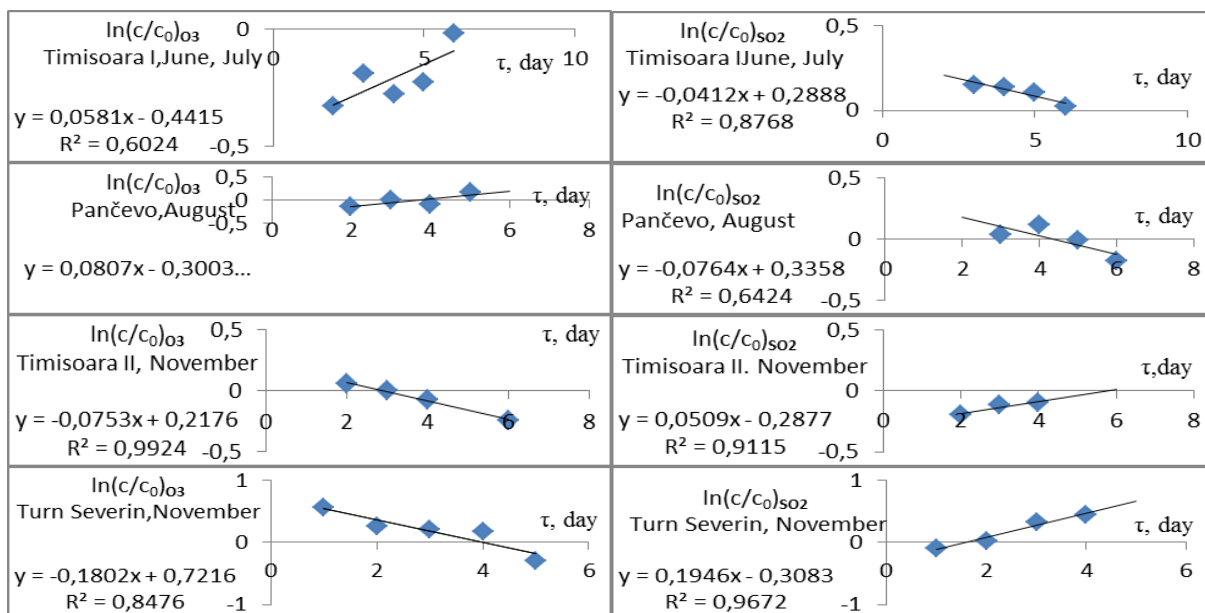 ln(c/c₀)O3
Timisoara I,June, July
y = 0,0581x - 0,4415
R² = 0,6024
0
-0,5
0
5
10
τ, day
ln(c/c₀)SO2
Timisoara IJune, July
y = -0,0412x + 0,2888
R² = 0,8768
0,5
0
0
5
10
τ, day
ln(c/c₀)O3
Pančevo,August
y = 0,0807x - 0,3003...
0,5
0
-0,5
2
4
6
τ, day
ln(c/c₀)SO2
Pančevo, August
y = -0,0764x + 0,3358
R² = 0,6424
0,5
0
-0,5
0
2
4
6
8
τ, day
ln(c/c₀)O3
Timisoara II, November
y = -0,0753x + 0,2176
R² = 0,9924
0,5
0
-0,5
0
2
4
6
8
τ, day
ln(c/c₀)SO2
Timisoara II. November
y = 0,0509x - 0,2877
R² = 0,9115
0,5
0
-0,5
0
2
4
6
8
τ,day
ln(c/c₀)O3
Turn Severin,November
y = -0,1802x + 0,7216
R² = 0,8476
1
0
-1
0
2
4
6
τ, day
ln(c/c₀)SO2
Turn Severin, November
y = 0,1946x - 0,3083
R² = 0,9672
1
0
-1
0
2
4
6
τ, day